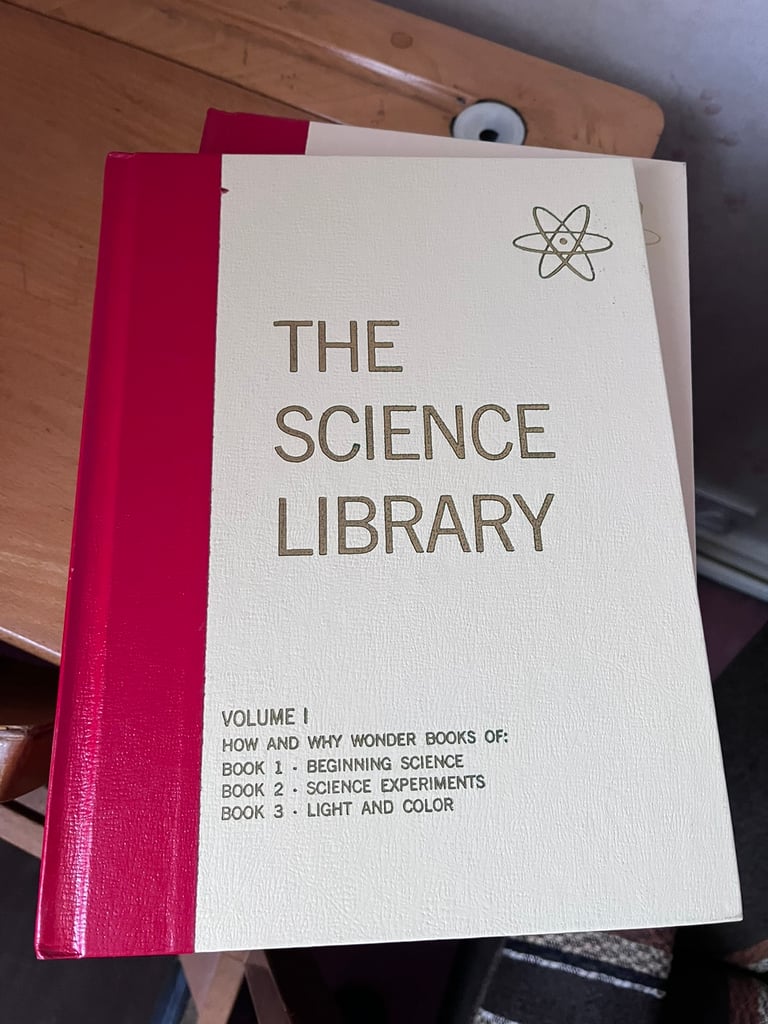 THE
SCIENCE
LIBRARY
VOLUME I
HOW AND WHY WONDER BOOKS OF:
BOOK 1 · BEGINNING SCIENCE
BOOK 2 · SCIENCE EXPERIMENTS
BOOK 3 · LIGHT AND COLOR